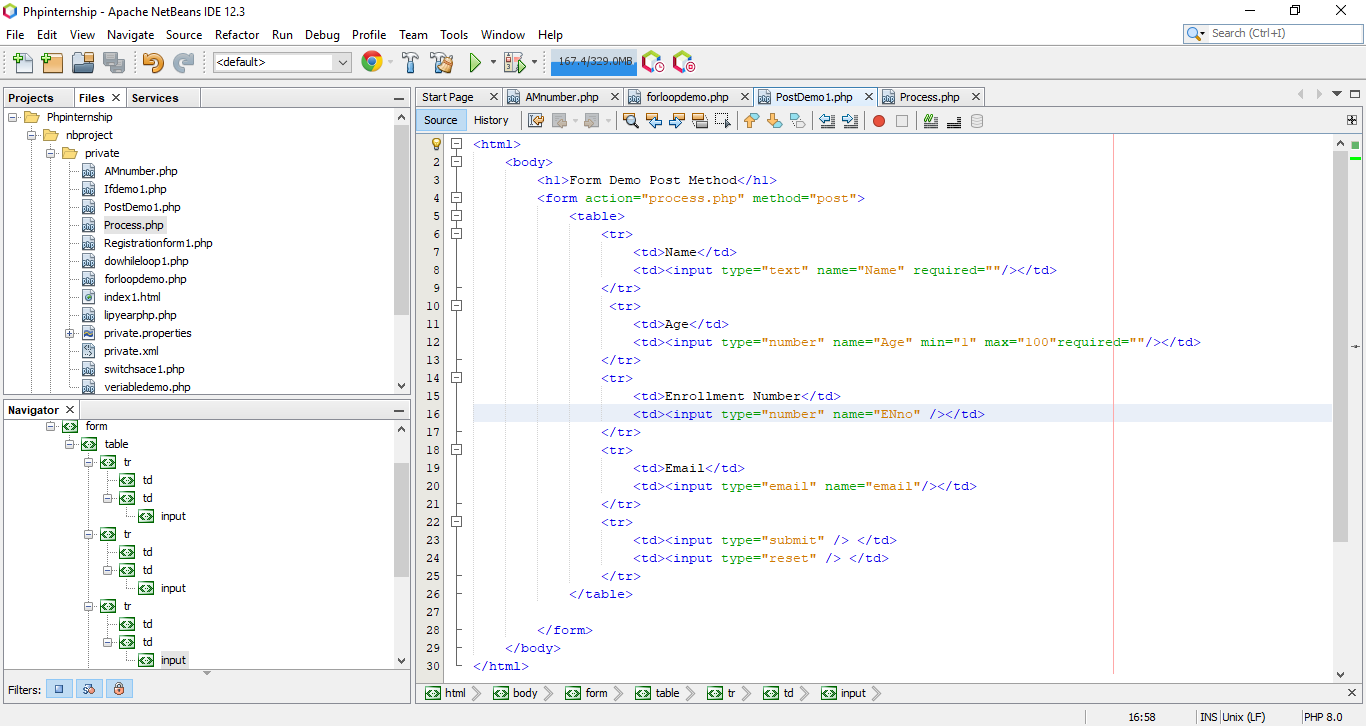 Phpinternship - Apache NetBeans IDE 12.3
File Edit View Navigate Source Refactor Run Debug Profile Team Tools Window Help
Search (Ctrl+I)
<default>
167.4/329.0MB
Projects Files Services
Phpinternship
nbproject
private
AMnumber.php
Ifdemo1.php
PostDemo1.php
Process.php
Registrationform1.php
dowhileloop1.php
forloopdemo.php
index1.html
lipyearphp.php
private.properties
private.xml
switchsace1.php
veriabledemo.php
Navigator
form
table
tr
td
td
input
tr
td
td
input
tr
td
td
input
Filters:
Start Page AMnumber.php forloopdemo.php PostDemo1.php Process.php
Source History
<html>
2 <body>
3 <h1>Form Demo Post Method</h1>
4 <form action="process.php" method="post">
5 <table>
6 <tr>
7 <td>Name</td>
8 <td><input type="text" name="Name" required=""/></td>
9 </tr>
10 <tr>
11 <td>Age</td>
12 <td><input type="number" name="Age" min="1" max="100"required=""/></td>
13 </tr>
14 <tr>
15 <td>Enrollment Number</td>
16 <td><input type="number" name="ENno" /></td>
17 </tr>
18 <tr>
19 <td>Email</td>
20 <td><input type="email" name="email"/></td>
21 </tr>
22 <tr>
23 <td><input type="submit" /> </td>
24 <td><input type="reset" /> </td>
25 </tr>
26 </table>
27
28 </form>
29 </body>
30 </html>
html body form table tr td input
16:58 INS Unix (LF) PHP 8.0